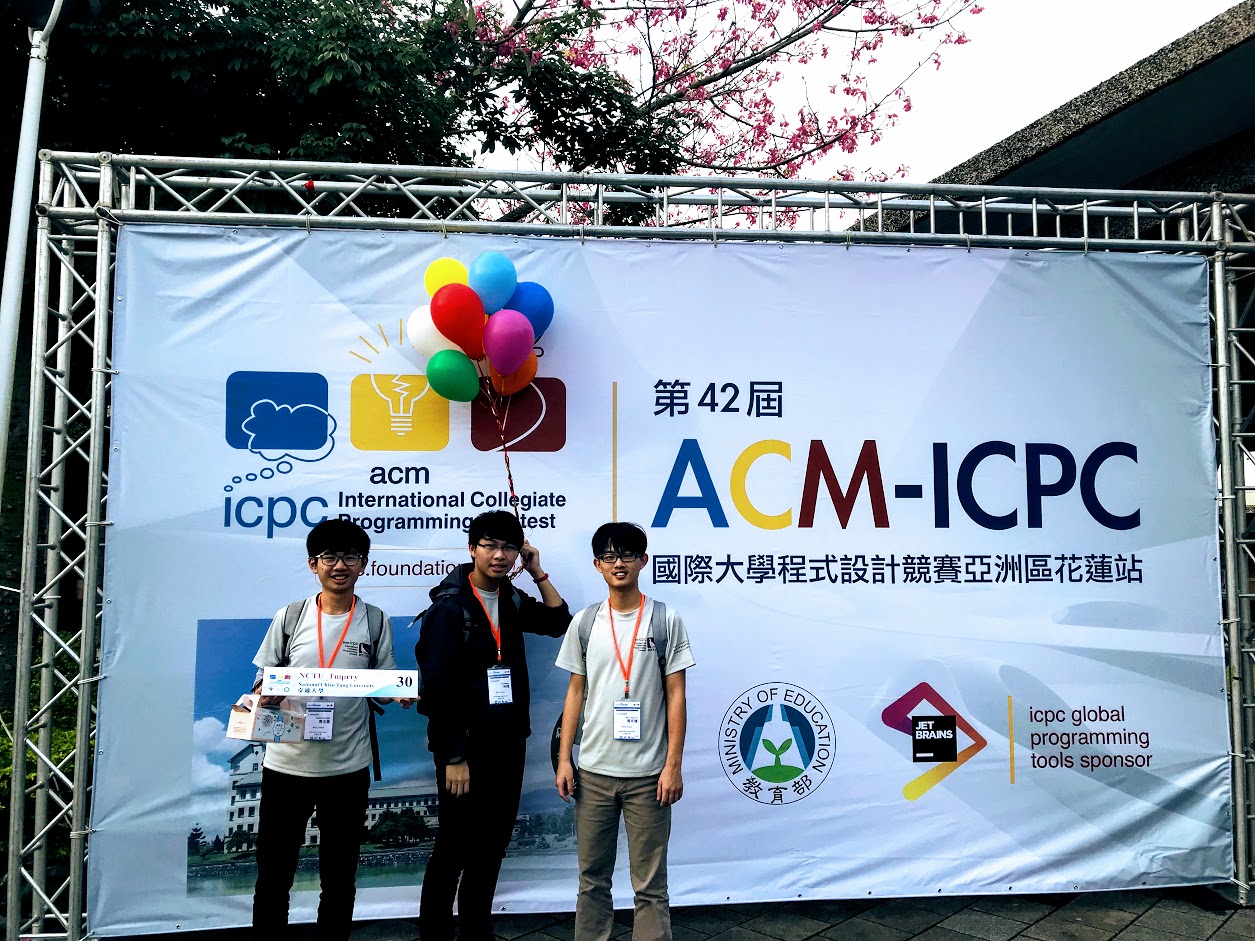 第42屆
ACM-ICPC
國際大學程式設計競賽亞洲區花蓮站
acm
icpc
International Collegiate
Programming
.foundation
NCTU_Jmprry
National Chiao Tung University
交通大學
30
MINISTRY OF EDUCATION
教育部
JET
BRAINS
icpc global
programming
tools sponsor